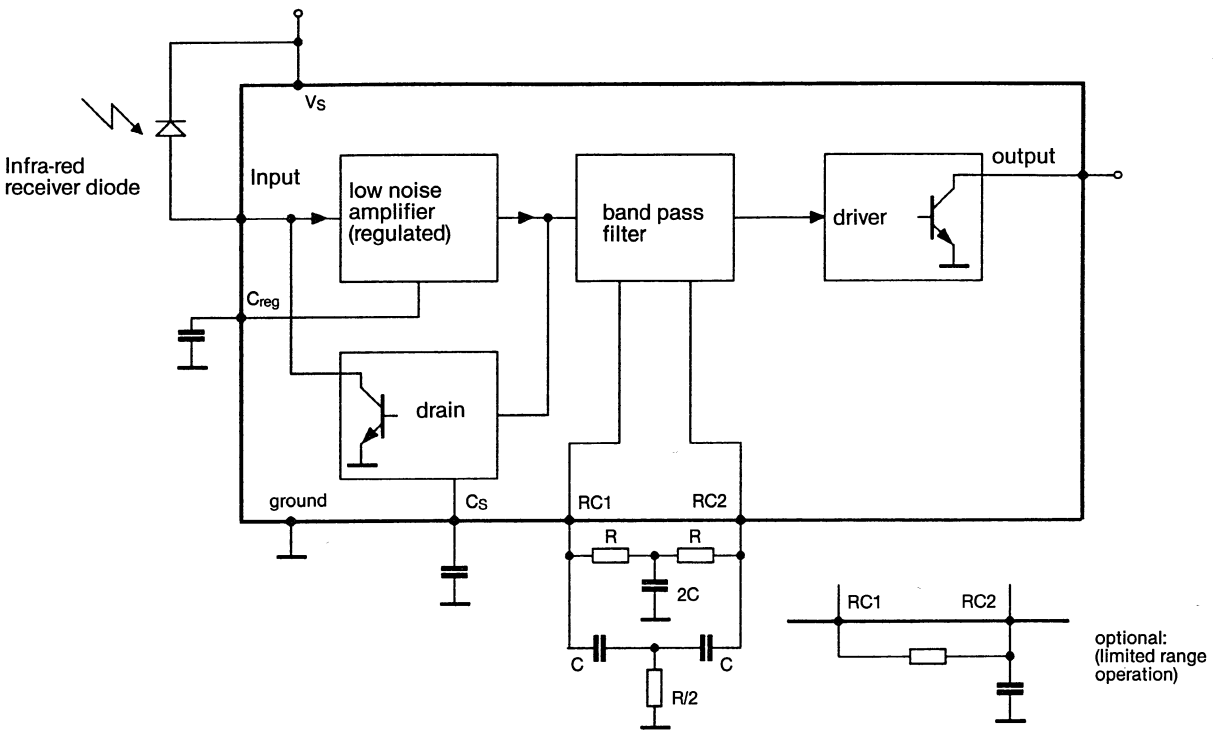 VS
Infra-red
receiver diode
Input
low noise
amplifier
(regulated)
band pass
filter
driver
output
Creg
drain
ground
CS
RC1
RC2
R
R
2C
C
C
R/2
RC1
RC2
optional:
(limited range
operation)